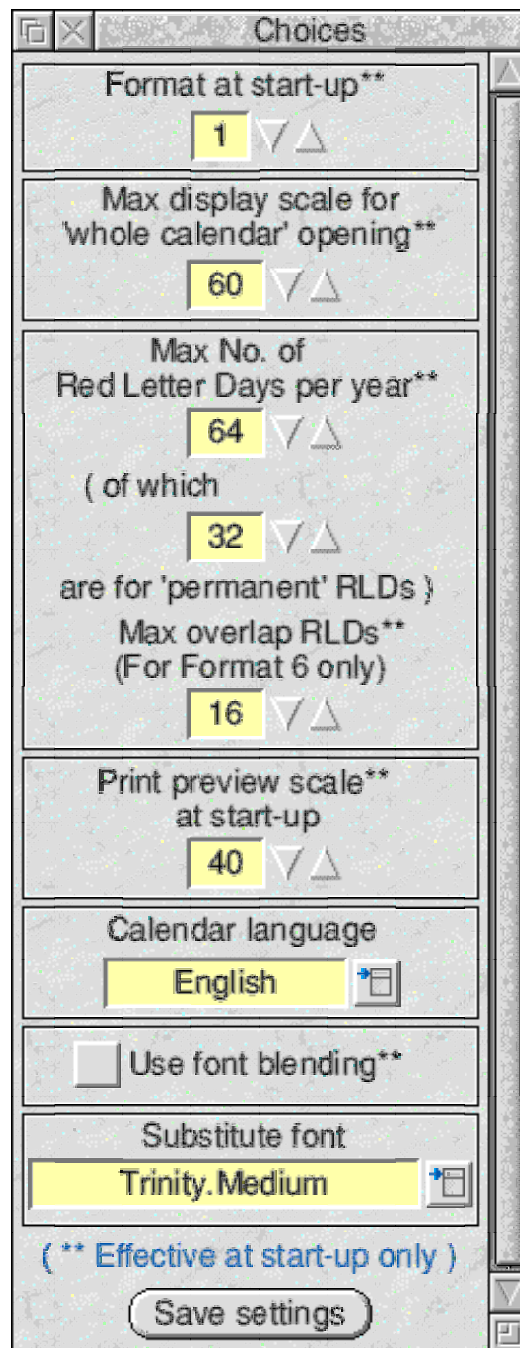 Choices
Format at start-up**
1
Max display scale for
'whole calendar' opening**
60
Max No. of
Red Letter Days per year**
64
( of which
32
are for 'permanent' RLDs )
Max overlap RLDs**
(For Format 6 only)
16
Print preview scale**
at start-up
40
Calendar language
English
Use font blending**
Substitute font
Trinity.Medium
( ** Effective at start-up only )
Save settings